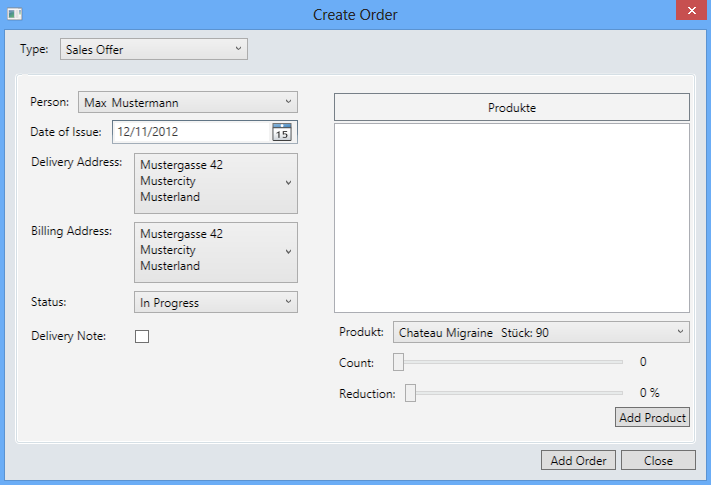 Create Order
Type: Sales Offer
Person: Max Mustermann
Date of Issue: 12/11/2012
15
Delivery Address: Mustergasse 42
Mustercity
Musterland
Billing Address: Mustergasse 42
Mustercity
Musterland
Status: In Progress
Delivery Note:
Produkte
Produkt: Chateau Migraine Stück: 90
Count: 0
Reduction: 0 %
Add Product
Add Order Close